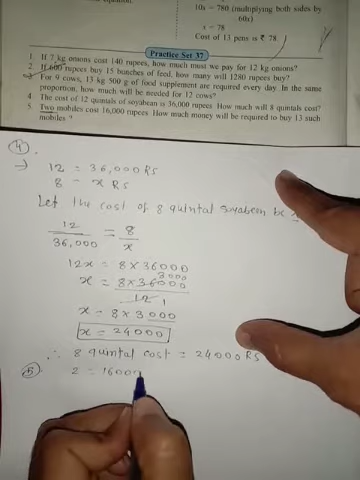 10x = 780 (multiplying both sides by
60x)
x = 78
Cost of 13 pens is ₹ 78.
Practice Set 37
1. If 7 kg onions cost 140 rupees, how much must we pay for 12 kg onions?
2. If 600 rupees buy 15 bunches of feed, how many will 1280 rupees buy?
3. For 9 cows, 13 kg 500 g of food supplement are required every day. In the same
proportion, how much will be needed for 12 cows?
4. The cost of 12 quintals of soyabean is 36,000 rupees. How much will 8 quintals cost?
5. Two mobiles cost 16,000 rupees. How much money will be required to buy 13 such
mobiles ?
4.
→ 12 = 36,000 RS
8 = x RS
Let the cost of 8 quintal soyabean be x
12/36,000 = 8/x
12x = 8 x 36000
x = 8 x 36000/12 3000 1
x = 8 x 3000
x = 24000
∴ 8 quintal cost = 24000 RS
5. 2 = 16000